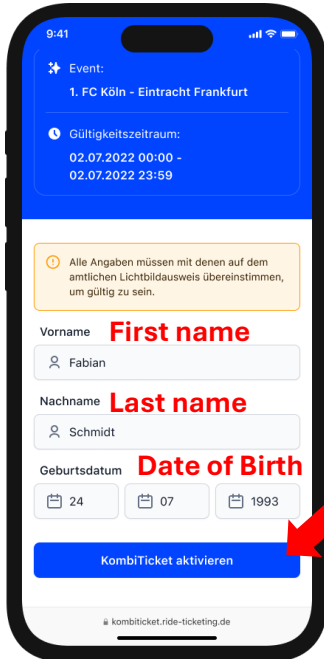 9:41
Event:
1. FC Köln - Eintracht Frankfurt
Gültigkeitszeitraum:
02.07.2022 00:00 -
02.07.2022 23:59
Alle Angaben müssen mit denen auf dem
amtlichen Lichtbildausweis übereinstimmen,
um gültig zu sein.
Vorname First name
Fabian
Nachname Last name
Schmidt
Geburtsdatum Date of Birth
24 07 1993
KombiTicket aktivieren
kombiticket.ride-ticketing.de